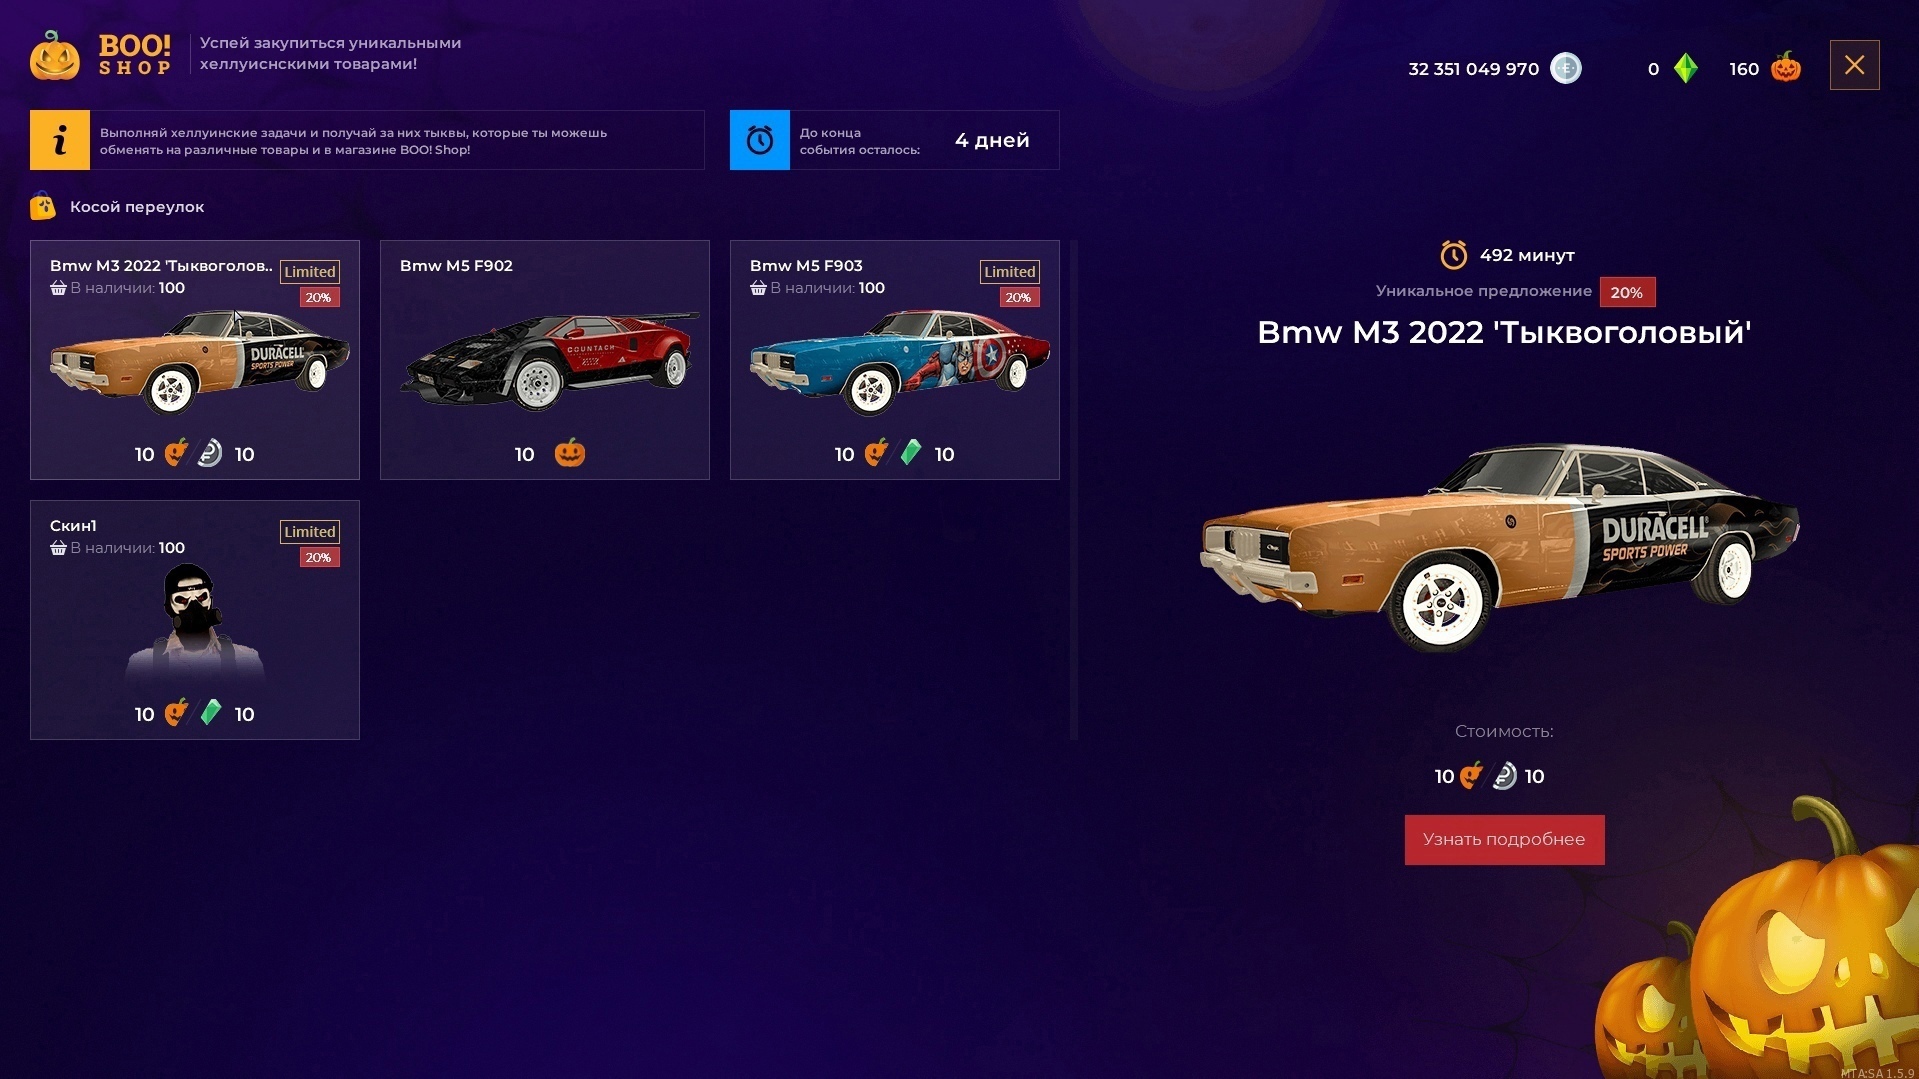 BOO!
SHOP
Успей закупиться уникальными
хеллуиснскими товарами!
32 351 049 970
0
160
i
Выполняй хеллуинские задачи и получай за них тыквы, которые ты можешь
обменять на различные товары и в магазине BOO! Shop!
До конца
события осталось:
4 дней
Косой переулок
Bmw M3 2022 'Тыквоголов..
Limited
В наличии: 100
20%
DURACELL
SPORTS POWER
10
10
Bmw M5 F902
COUNTACH
10
Bmw M5 F903
Limited
В наличии: 100
20%
10
10
Скин1
Limited
В наличии: 100
20%
10
10
492 минут
Уникальное предложение 20%
Bmw M3 2022 'Тыквоголовый'
DURACELL
SPORTS POWER
Стоимость:
10
10
Узнать подробнее
MTA:SA 1.5.9